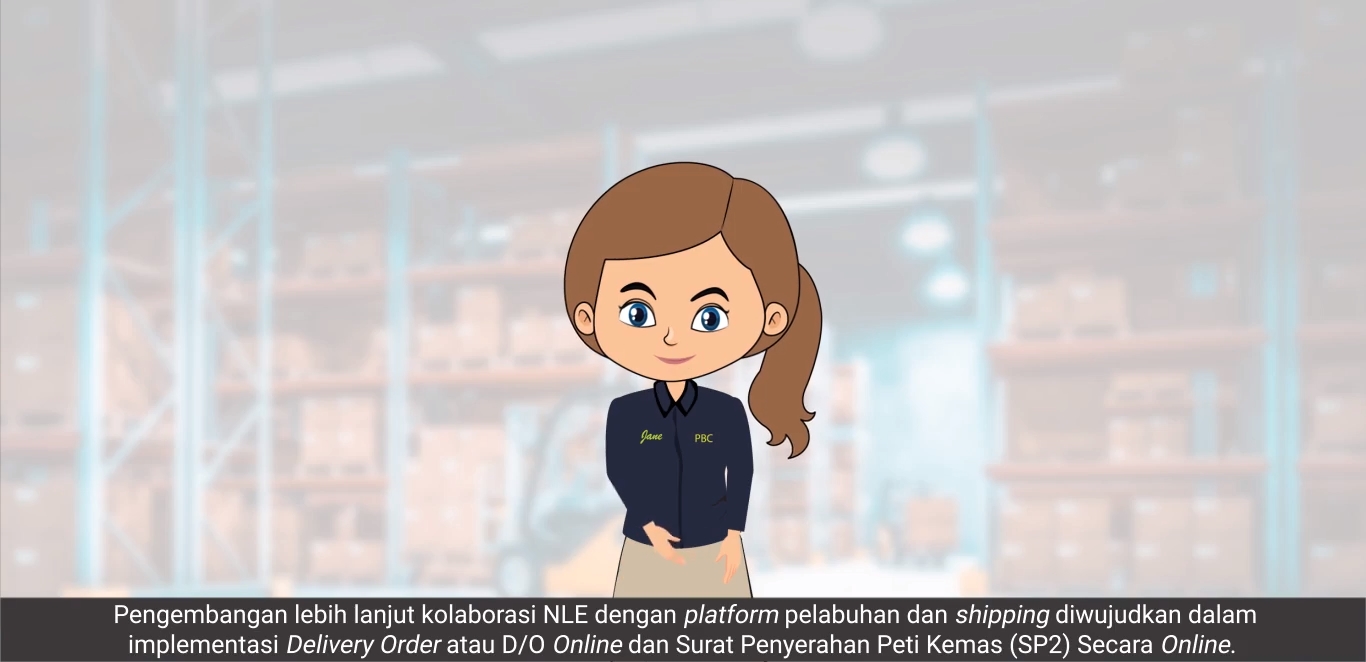 Jane PBC
Pengembangan lebih lanjut kolaborasi NLE dengan platform pelabuhan dan shipping diwujudkan dalam
implementasi Delivery Order atau D/O Online dan Surat Penyerahan Peti Kemas (SP2) Secara Online.